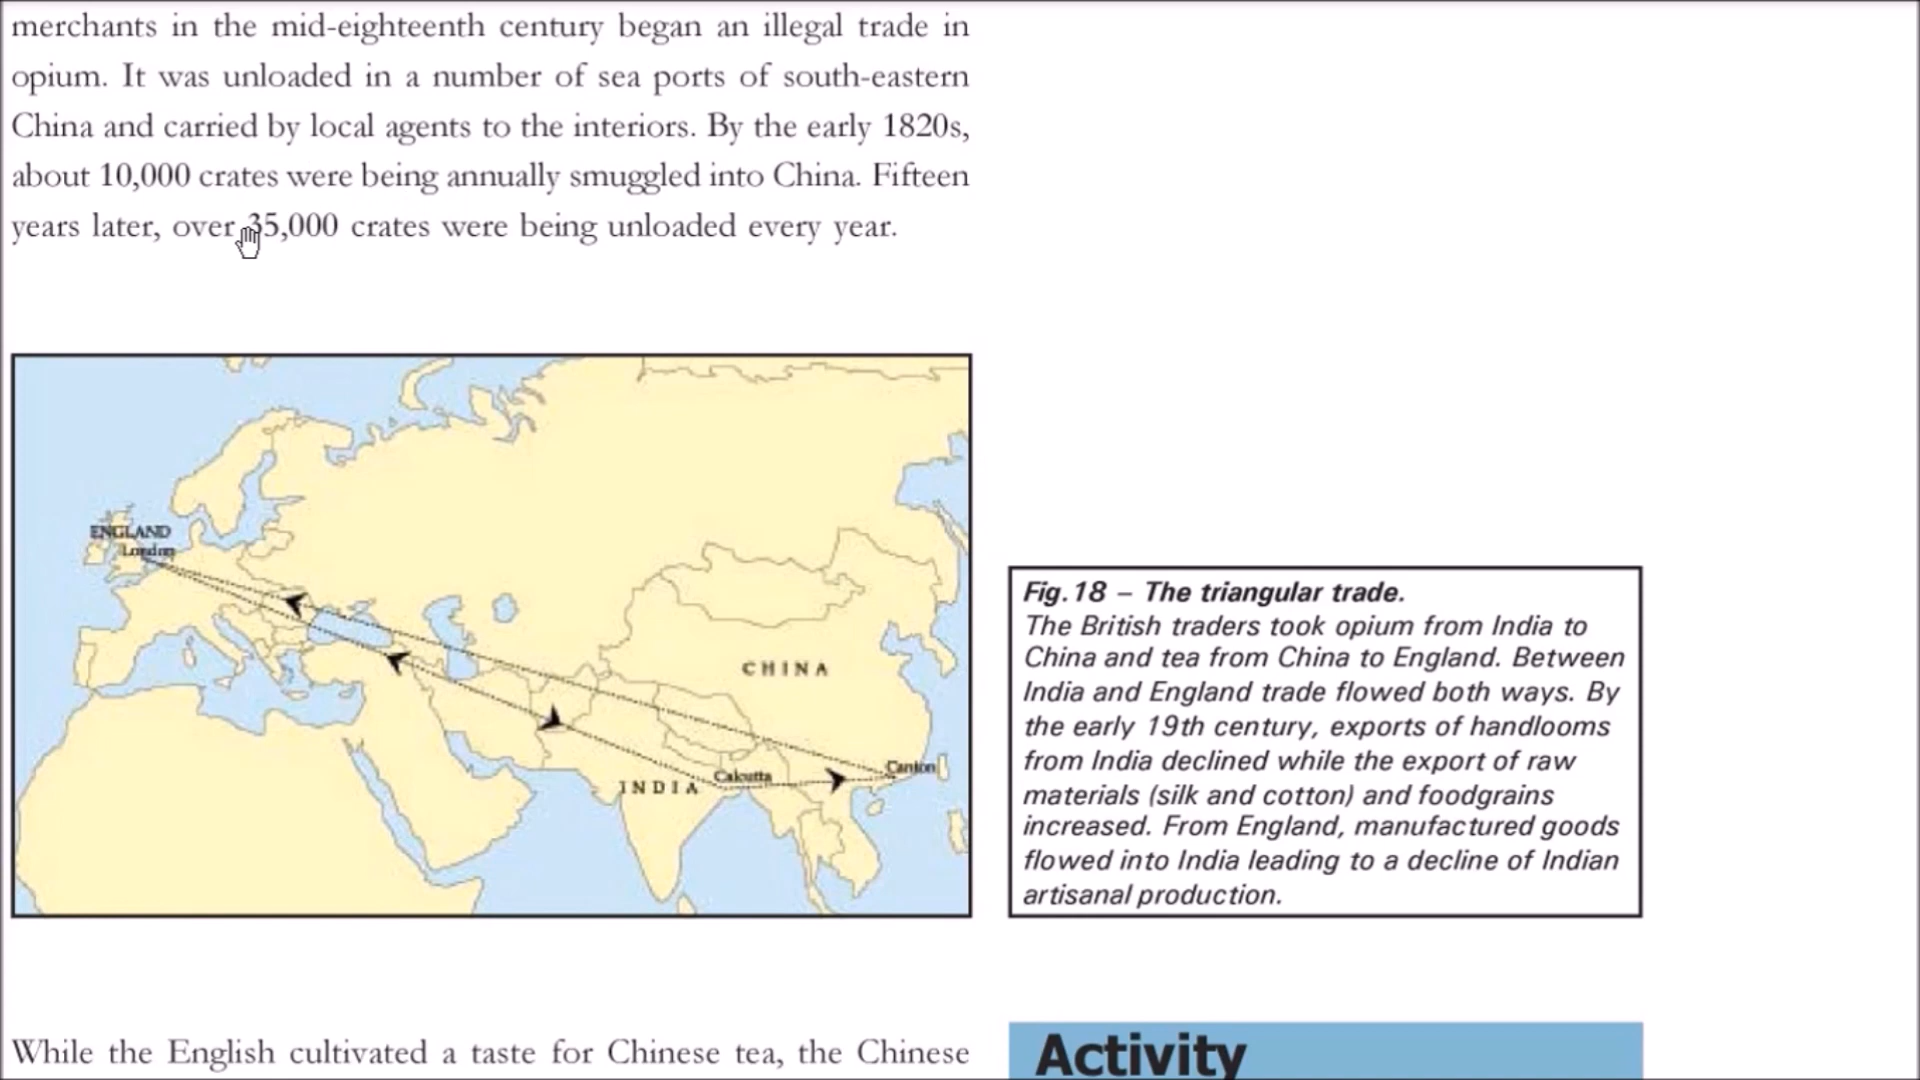 merchants in the mid-eighteenth century began an illegal trade in
opium. It was unloaded in a number of sea ports of south-eastern
China and carried by local agents to the interiors. By the early 1820s,
about 10,000 crates were being annually smuggled into China. Fifteen
years later, over 35,000 crates were being unloaded every year.
ENGLAND
London
CHINA
INDIA
Calcutta
Canton
Fig.18 – The triangular trade.
The British traders took opium from India to
China and tea from China to England. Between
India and England trade flowed both ways. By
the early 19th century, exports of handlooms
from India declined while the export of raw
materials (silk and cotton) and foodgrains
increased. From England, manufactured goods
flowed into India leading to a decline of Indian
artisanal production.
While the English cultivated a taste for Chinese tea, the Chinese
Activity